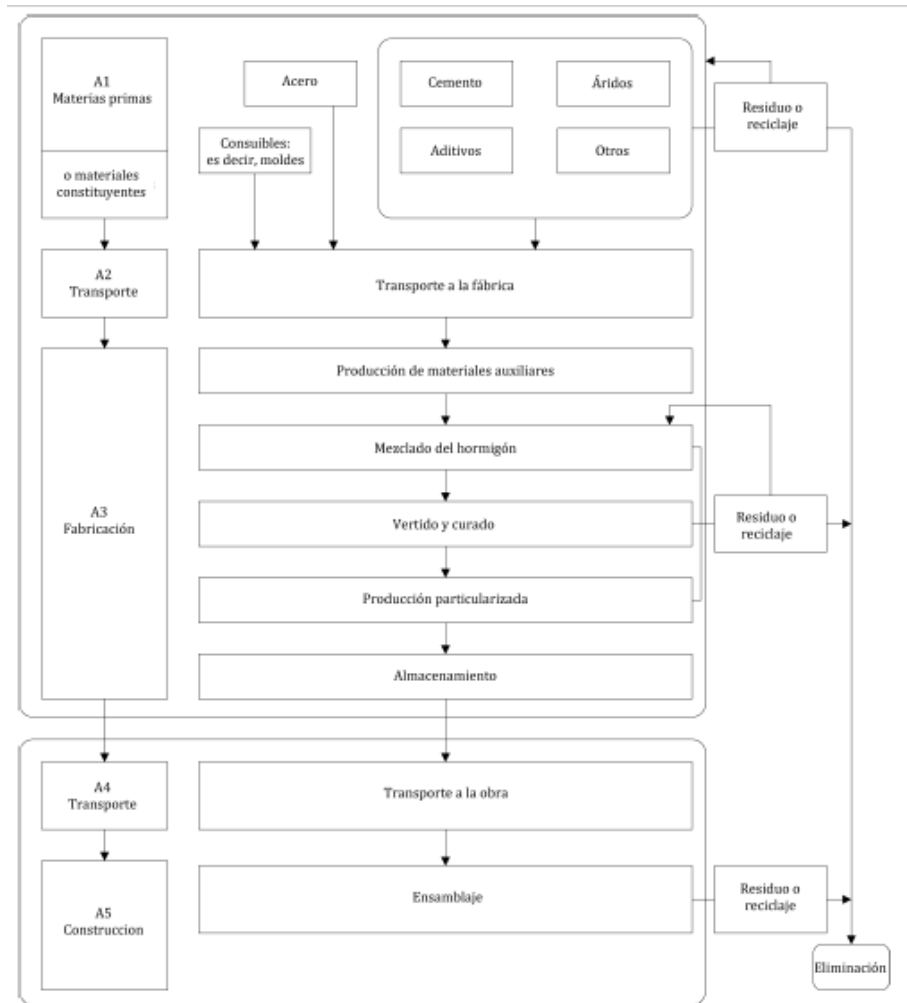 A1
Materias primas
o materiales
constituyentes
A2
Transporte
A3
Fabricación
A4
Transporte
A5
Construccion
Acero
Consuibles:
es decir, moldes
Cemento
Áridos
Aditivos
Otros
Residuo o
reciclaje
Transporte a la fábrica
Producción de materiales auxiliares
Mezclado del hormigón
Vertido y curado
Residuo o
reciclaje
Producción particularizada
Almacenamiento
Transporte a la obra
Ensamblaje
Residuo o
reciclaje
Eliminación